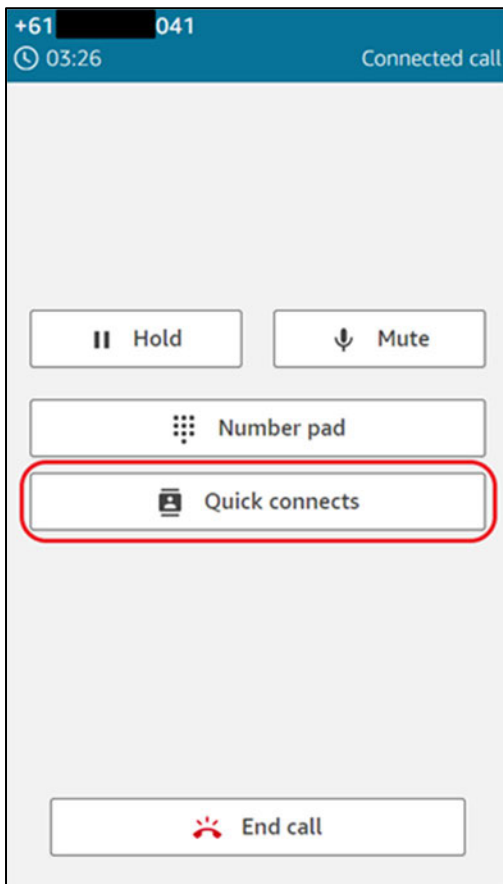 +61 041
03:26 Connected call
Hold Mute
Number pad
Quick connects
End call